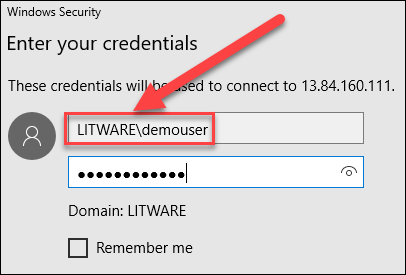 Windows Security
Enter your credentials
These credentials will be used to connect to 13.84.160.111.
LITWARE\demouser
●●●●●●●●●●●●
Domain: LITWARE
Remember me